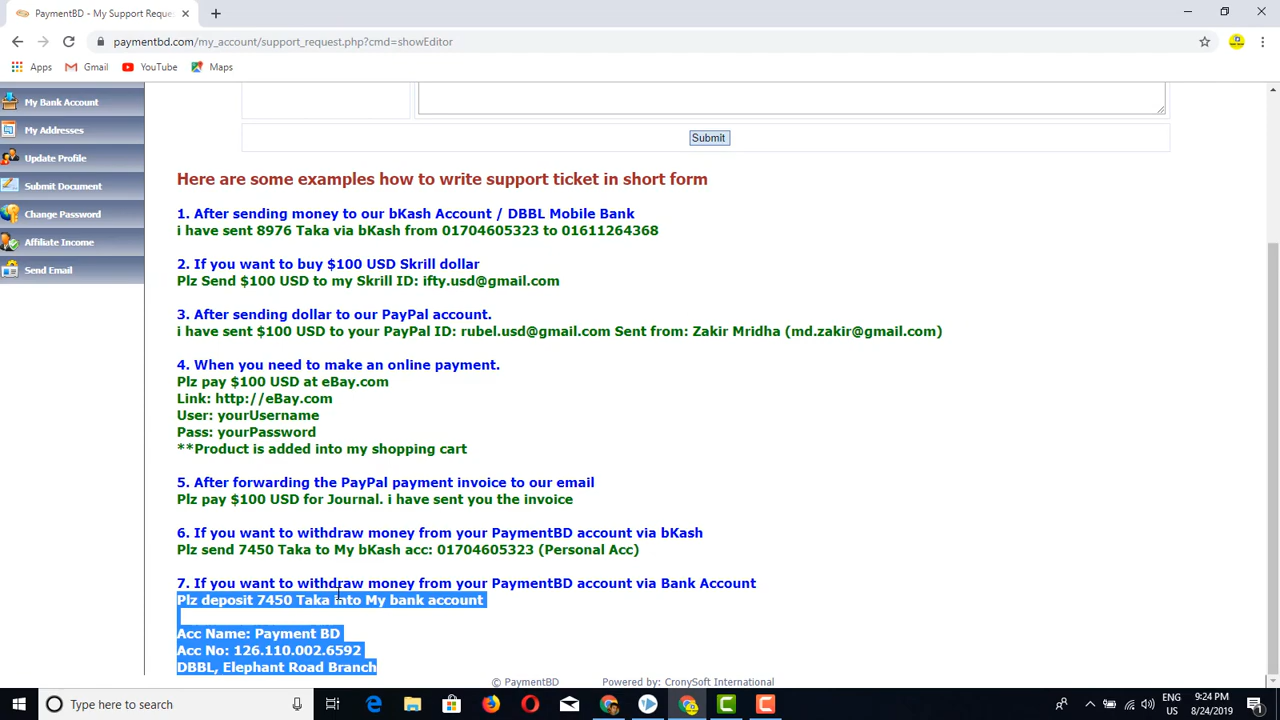 PaymentBD - My Support Reque
paymentbd.com/my_account/support_request.php?cmd=showEditor
Apps Gmail YouTube Maps
My Bank Account
My Addresses
Update Profile
Submit Document
Change Password
Affiliate Income
Send Email
Submit
Here are some examples how to write support ticket in short form
1. After sending money to our bKash Account / DBBL Mobile Bank
i have sent 8976 Taka via bKash from 01704605323 to 01611264368
2. If you want to buy $100 USD Skrill dollar
Plz Send $100 USD to my Skrill ID: ifty.usd@gmail.com
3. After sending dollar to our PayPal account.
i have sent $100 USD to your PayPal ID: rubel.usd@gmail.com Sent from: Zakir Mridha (md.zakir@gmail.com)
4. When you need to make an online payment.
Plz pay $100 USD at eBay.com
Link: http://eBay.com
User: yourUsername
Pass: yourPassword
**Product is added into my shopping cart
5. After forwarding the PayPal payment invoice to our email
Plz pay $100 USD for Journal. i have sent you the invoice
6. If you want to withdraw money from your PaymentBD account via bKash
Plz send 7450 Taka to My bKash acc: 01704605323 (Personal Acc)
7. If you want to withdraw money from your PaymentBD account via Bank Account
Plz deposit 7450 Taka into My bank account
Acc Name: Payment BD
Acc No: 126.110.002.6592
DBBL, Elephant Road Branch
© PaymentBD Powered by: CronySoft International
Type here to search
ENG 9:24 PM
US 8/24/2019